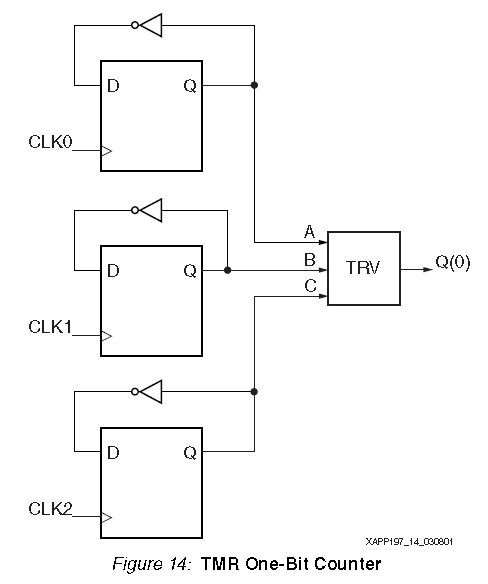 D Q
CLK0
A
D Q B TRV Q(0)
C
CLK1
D Q
CLK2
XAPP197_14_030801
Figure 14: TMR One-Bit Counter